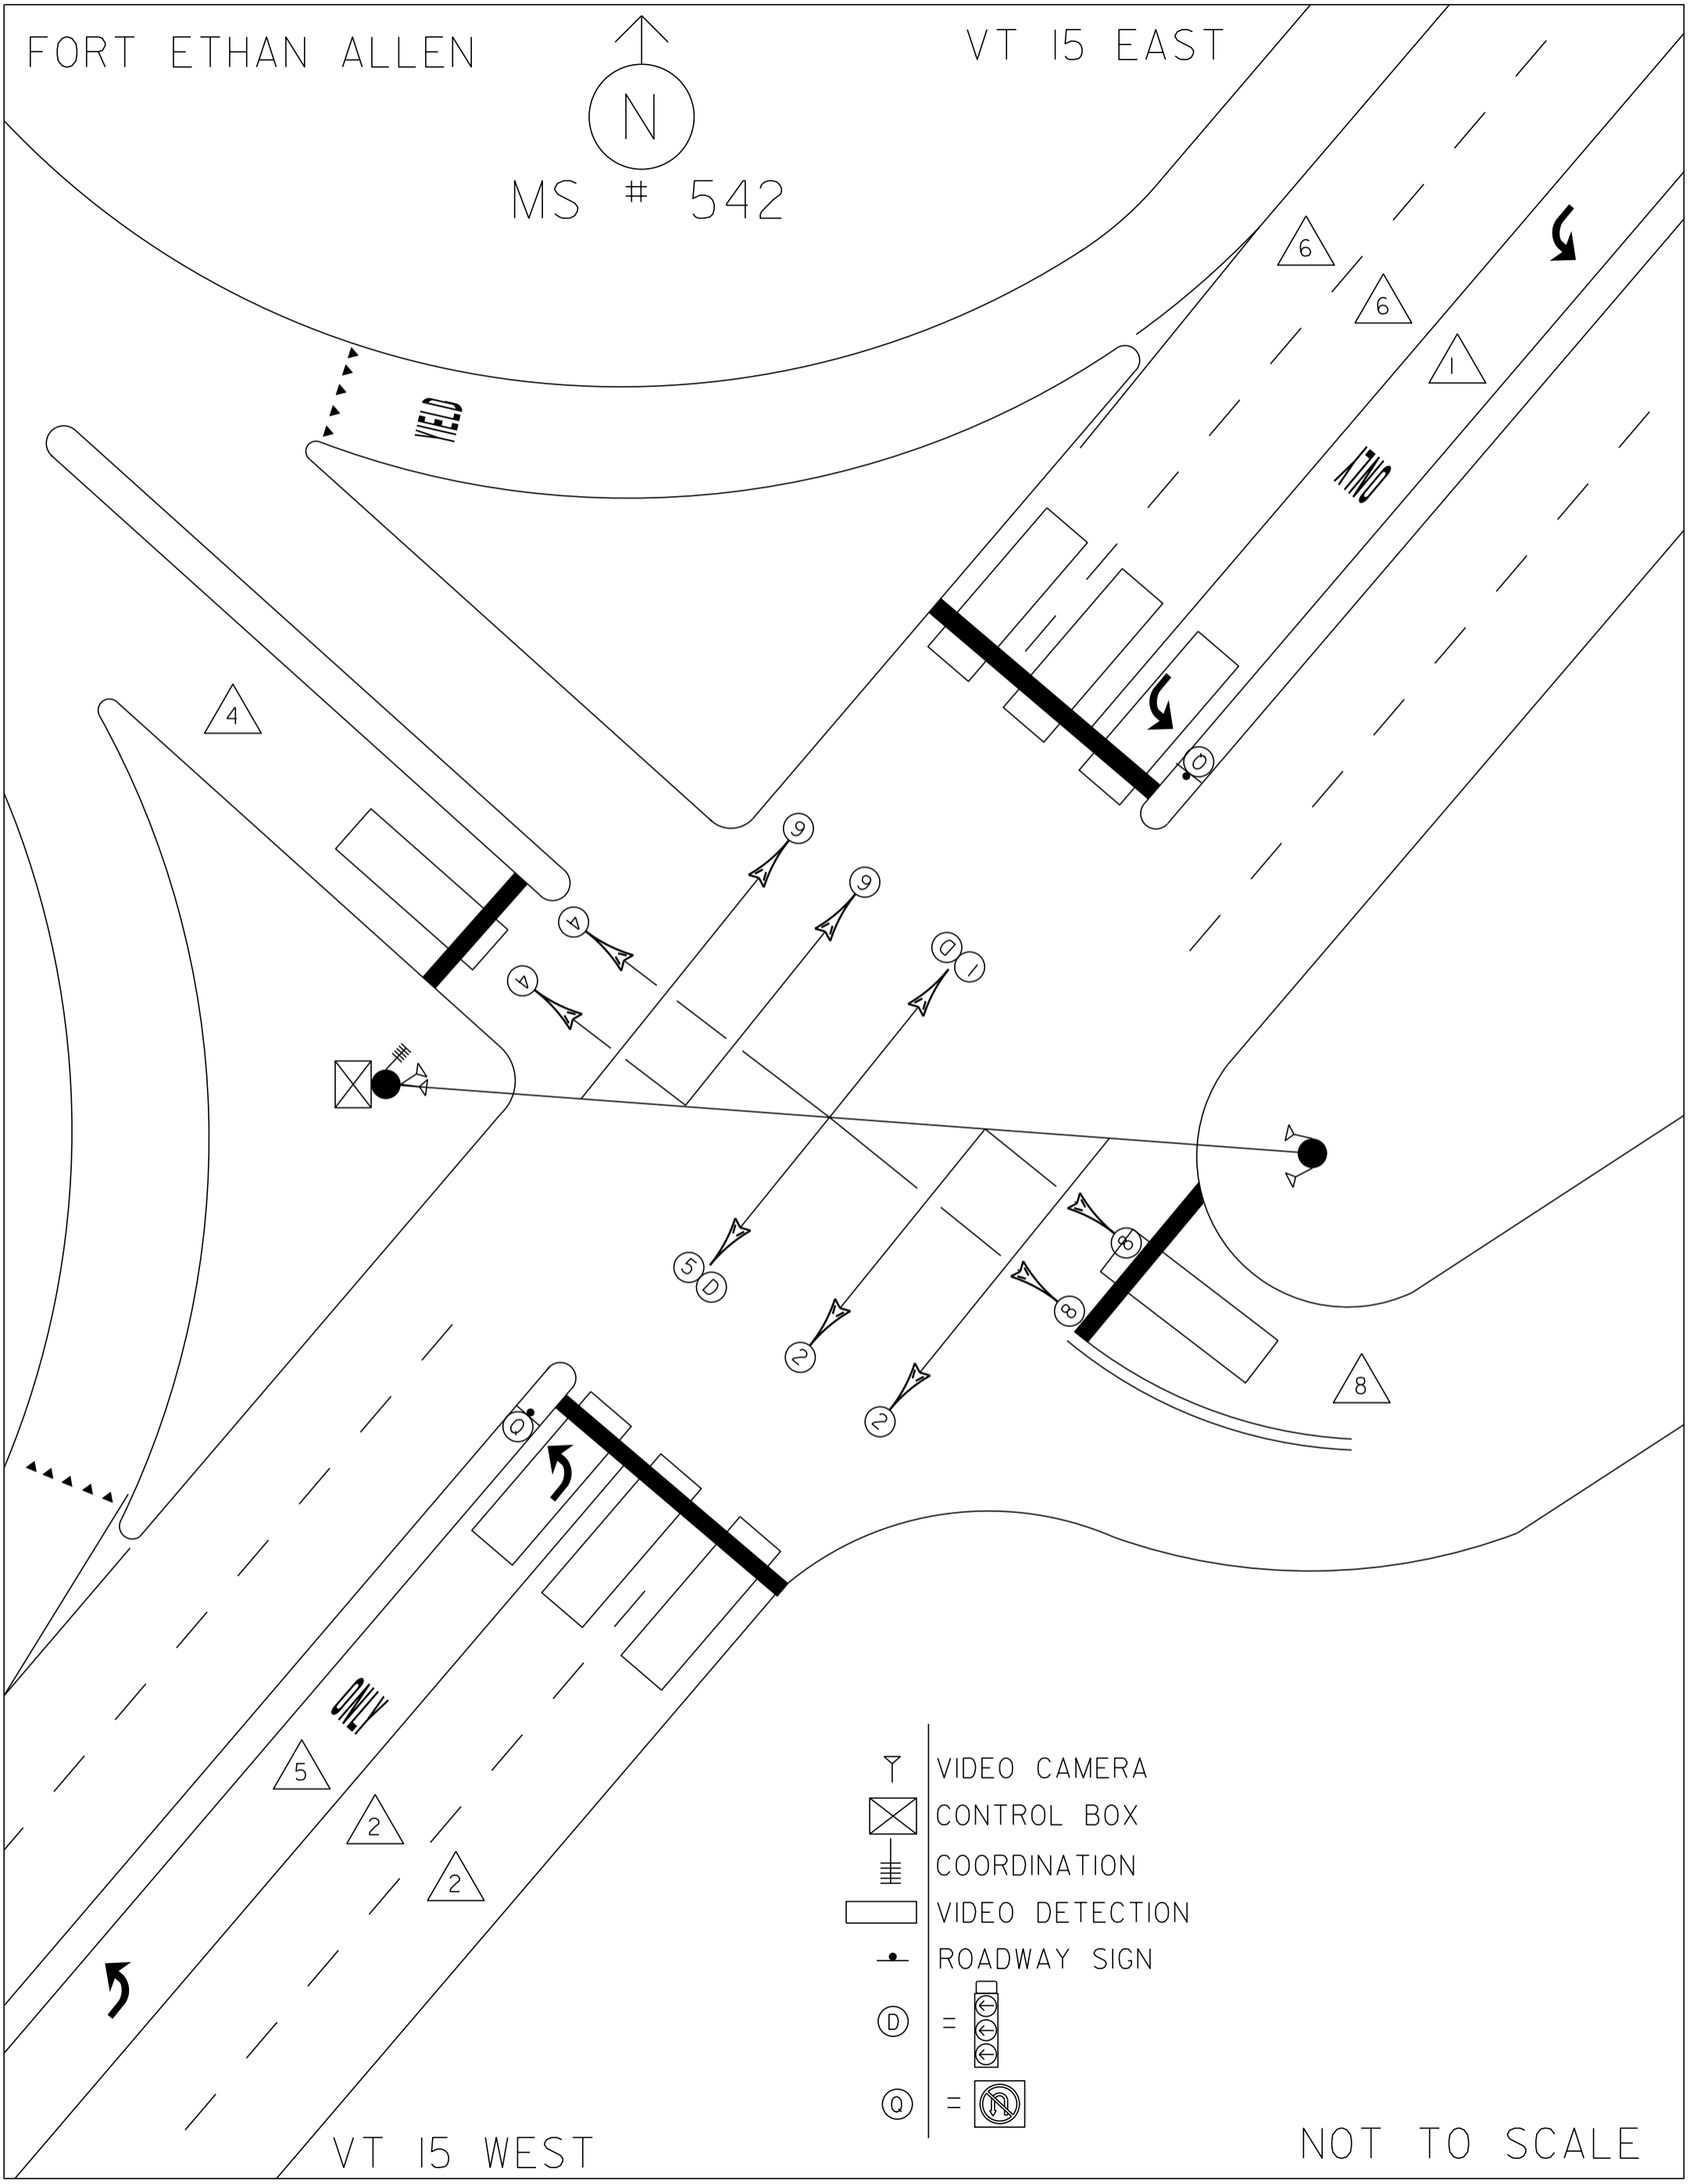 FORT ETHAN ALLEN
VT 15 EAST
N
MS # 542
6
6
1
YIELD
ONLY
4
Q
6
6
4
D
1
4
8
5
D
8
2
8
Q
2
ONLY
5
2
2
VIDEO CAMERA
CONTROL BOX
COORDINATION
VIDEO DETECTION
ROADWAY SIGN
D =
Q =
VT 15 WEST
NOT TO SCALE